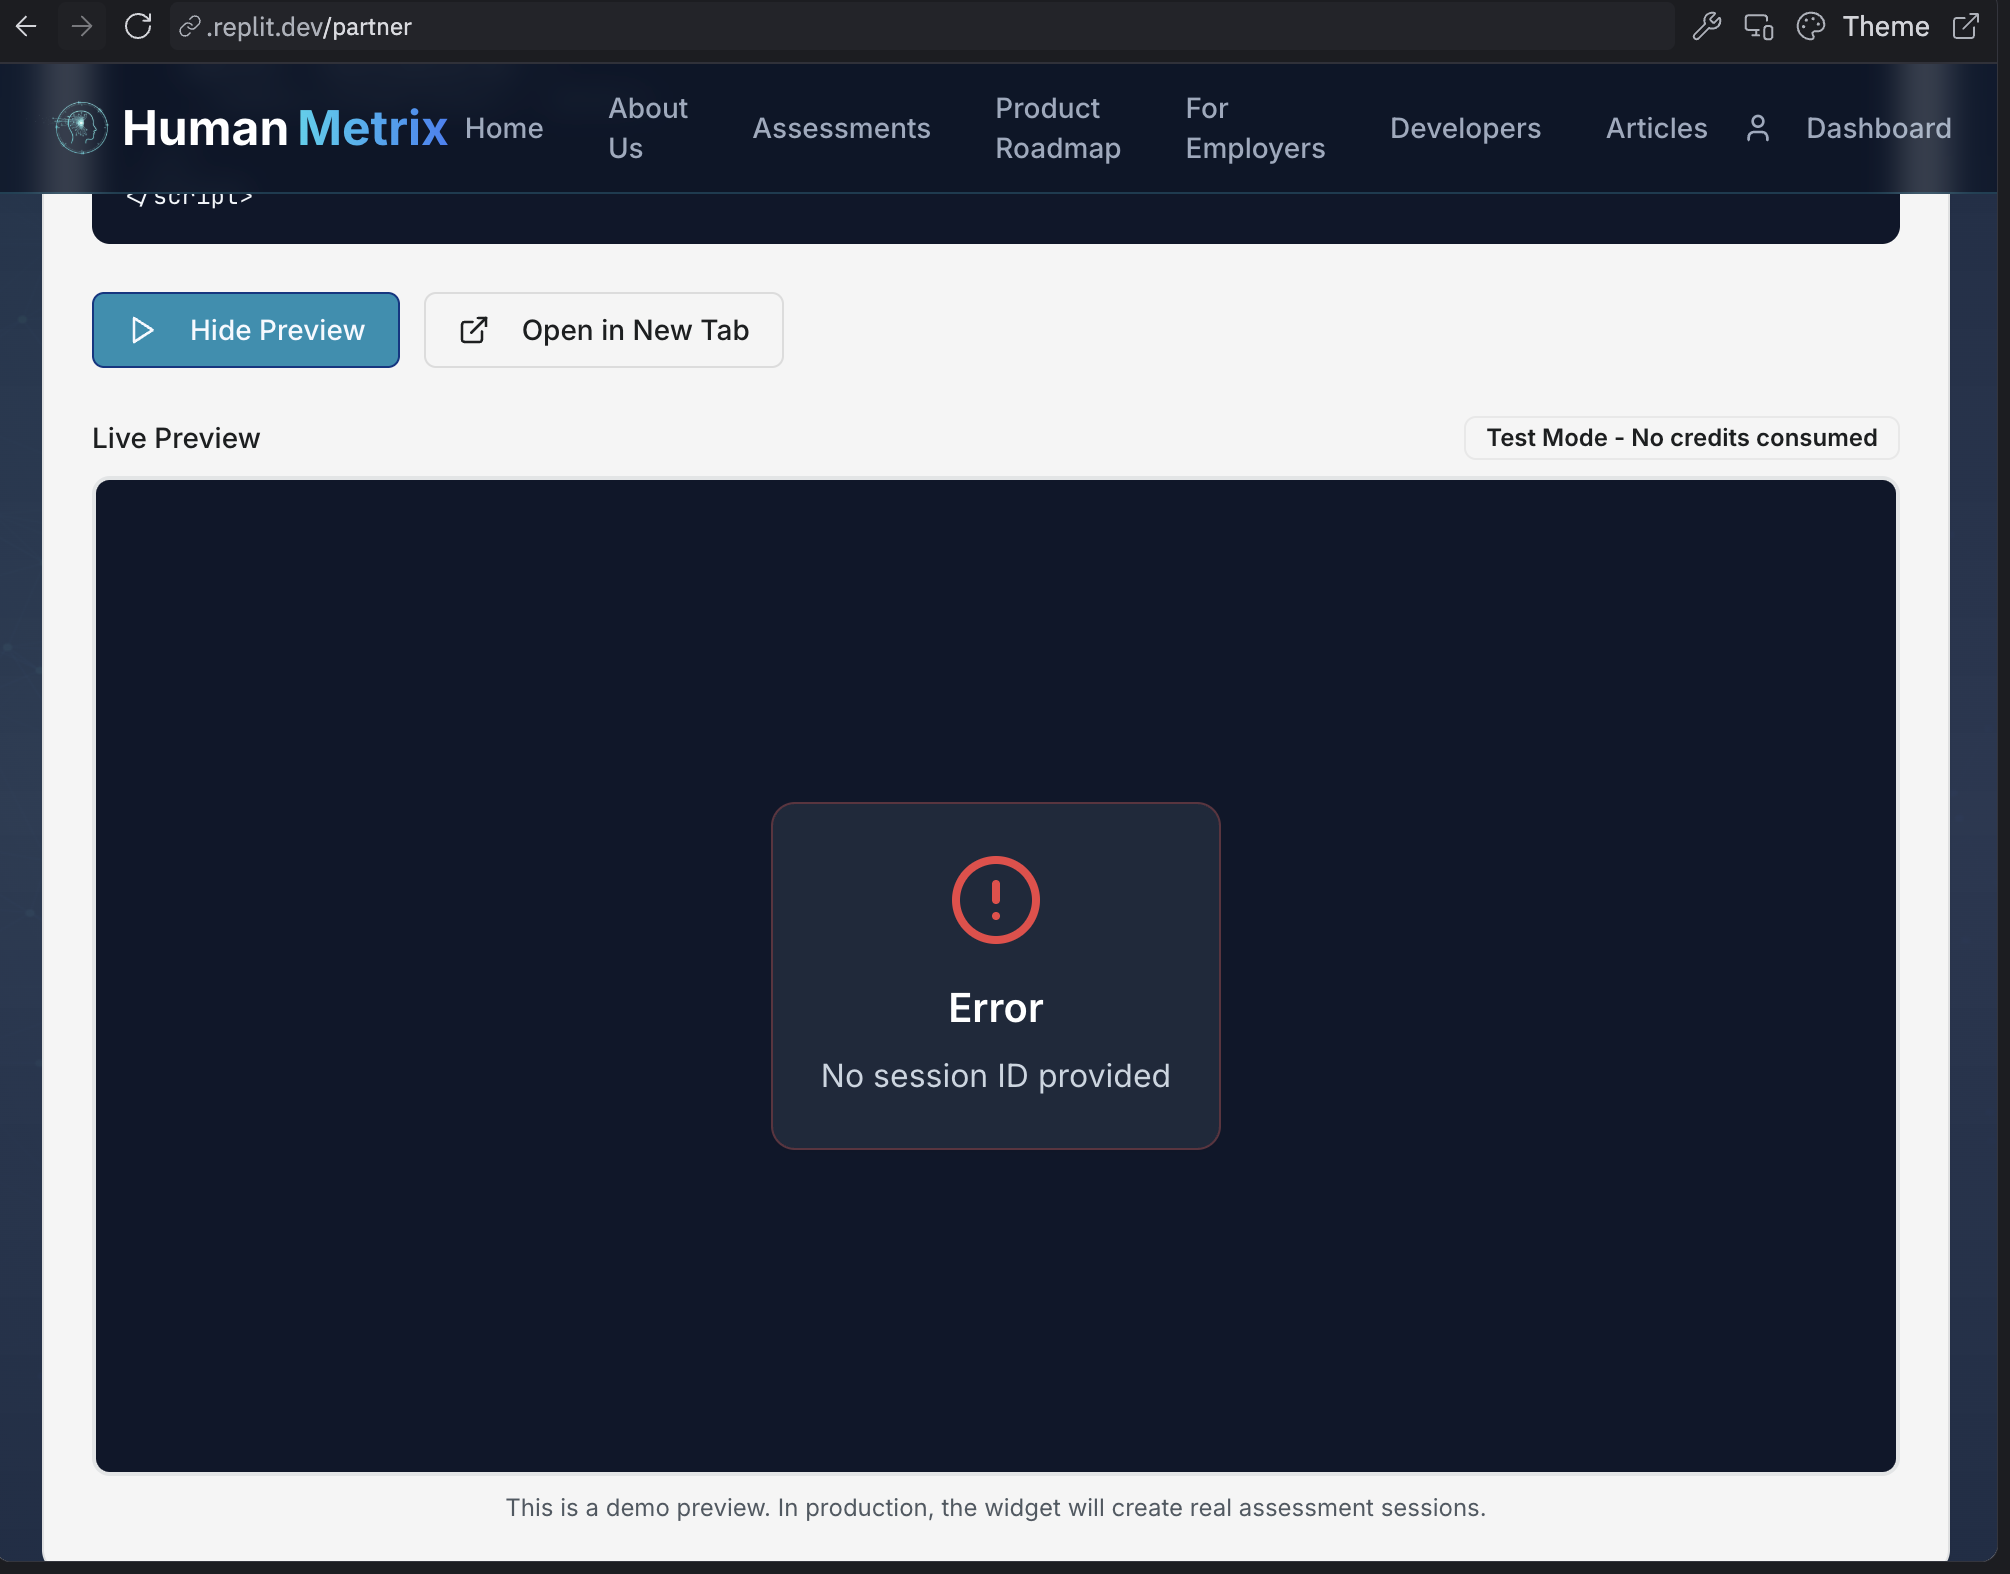 .replit.dev/partner
Theme
Human Metrix
Home
About
Us
Assessments
Product
Roadmap
For
Employers
Developers
Articles
Dashboard
</script>
Hide Preview
Open in New Tab
Live Preview
Test Mode - No credits consumed
Error
No session ID provided
This is a demo preview. In production, the widget will create real assessment sessions.